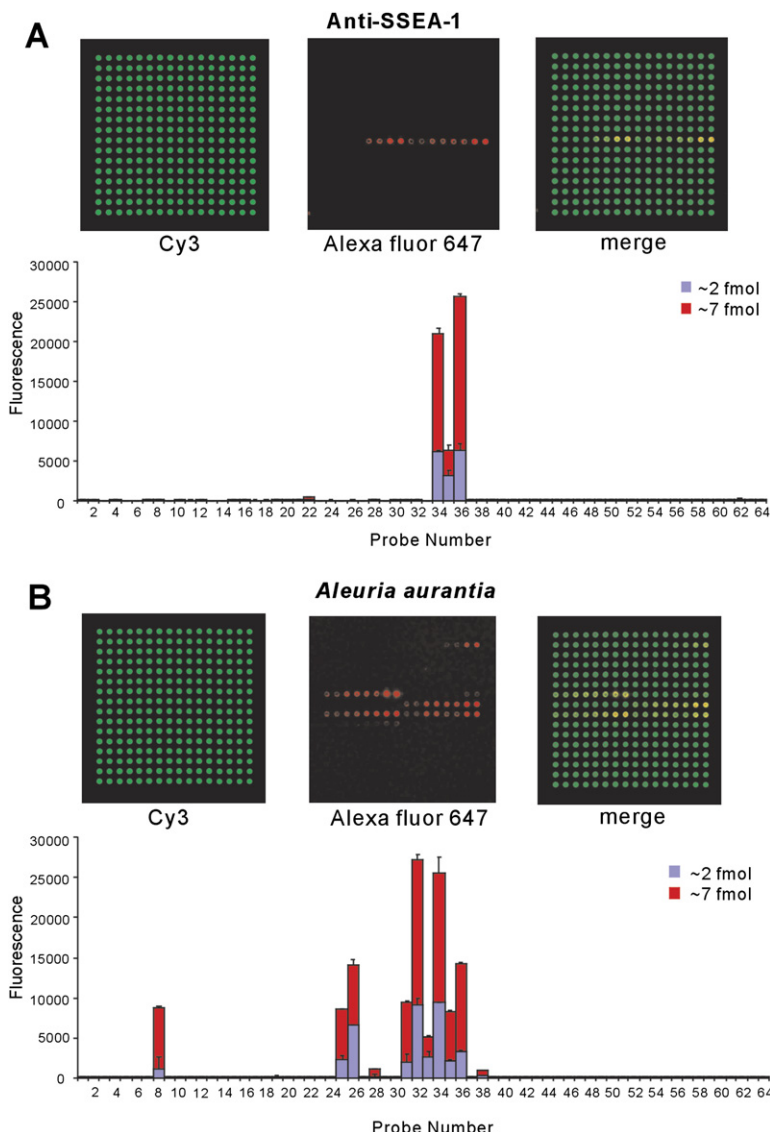 A
Anti-SSEA-1
Cy3
Alexa fluor 647
merge
30000
25000
20000
15000
10000
5000
0
Fluorescence
~2 fmol
~7 fmol
2 4 6 8 10 12 14 16 18 20 22 24 26 28 30 32 34 36 38 40 42 44 46 48 50 52 54 56 58 60 62 64
Probe Number
B
Aleuria aurantia
Cy3
Alexa fluor 647
merge
30000
25000
20000
15000
10000
5000
0
Fluorescence
~2 fmol
~7 fmol
2 4 6 8 10 12 14 16 18 20 22 24 26 28 30 32 34 36 38 40 42 44 46 48 50 52 54 56 58 60 62 64
Probe Number